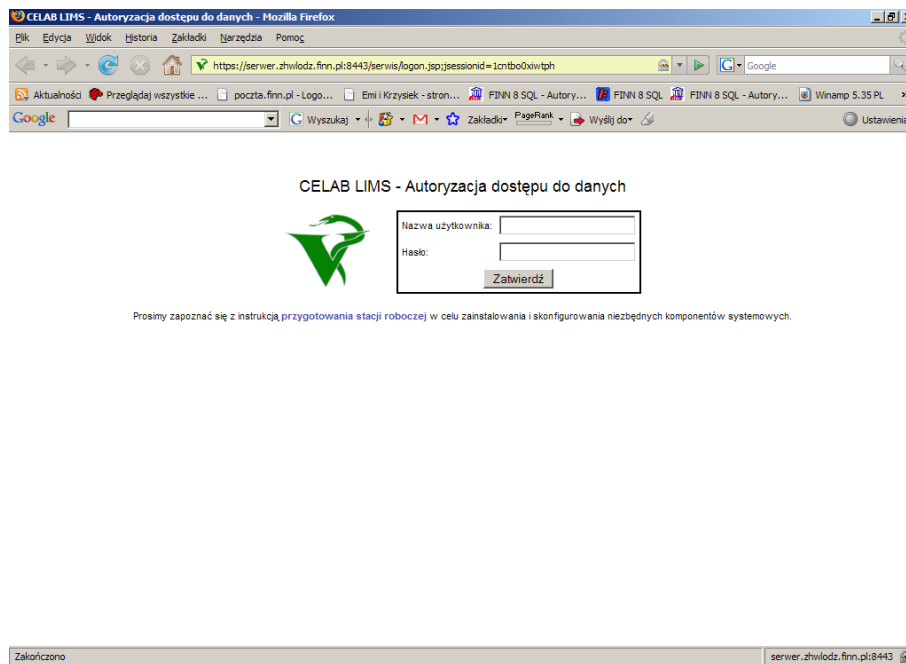 CELAB LIMS - Autoryzacja dostępu do danych - Mozilla Firefox
Plik Edycja Widok Historia Zakładki Narzędzia Pomoc
https://serwer.zhwlodz.finn.pl:8443/serwis/logon.jsp;jsessionid=1cntbo0xiwtph Google
Aktualności Przeglądaj wszystkie ... poczta.finn.pl - Logo... Emi i Krzysiek - stron... FINN 8 SQL - Autory... FINN 8 SQL FINN 8 SQL - Autory... Winamp 5.35 PL
Google Wyszukaj Zakładki PageRank Wyślij do Ustawienia
CELAB LIMS - Autoryzacja dostępu do danych
Nazwa użytkownika:
Hasło:
Zatwierdź
Prosimy zapoznać się z instrukcją przygotowania stacji roboczej w celu zainstalowania i skonfigurowania niezbędnych komponentów systemowych.
Zakończono serwer.zhwlodz.finn.pl:8443